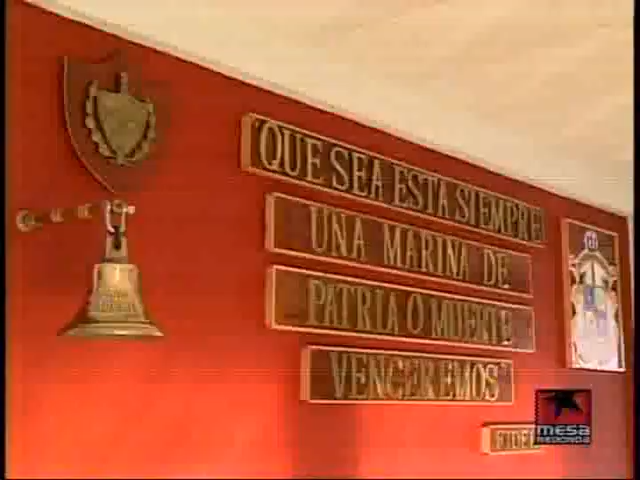 "QUE SEA ESTA SIEMPRE
UNA MARINA DE
PATRIA O MUERTE
VENCEREMOS"
FIDEL
mesa
REDONDA